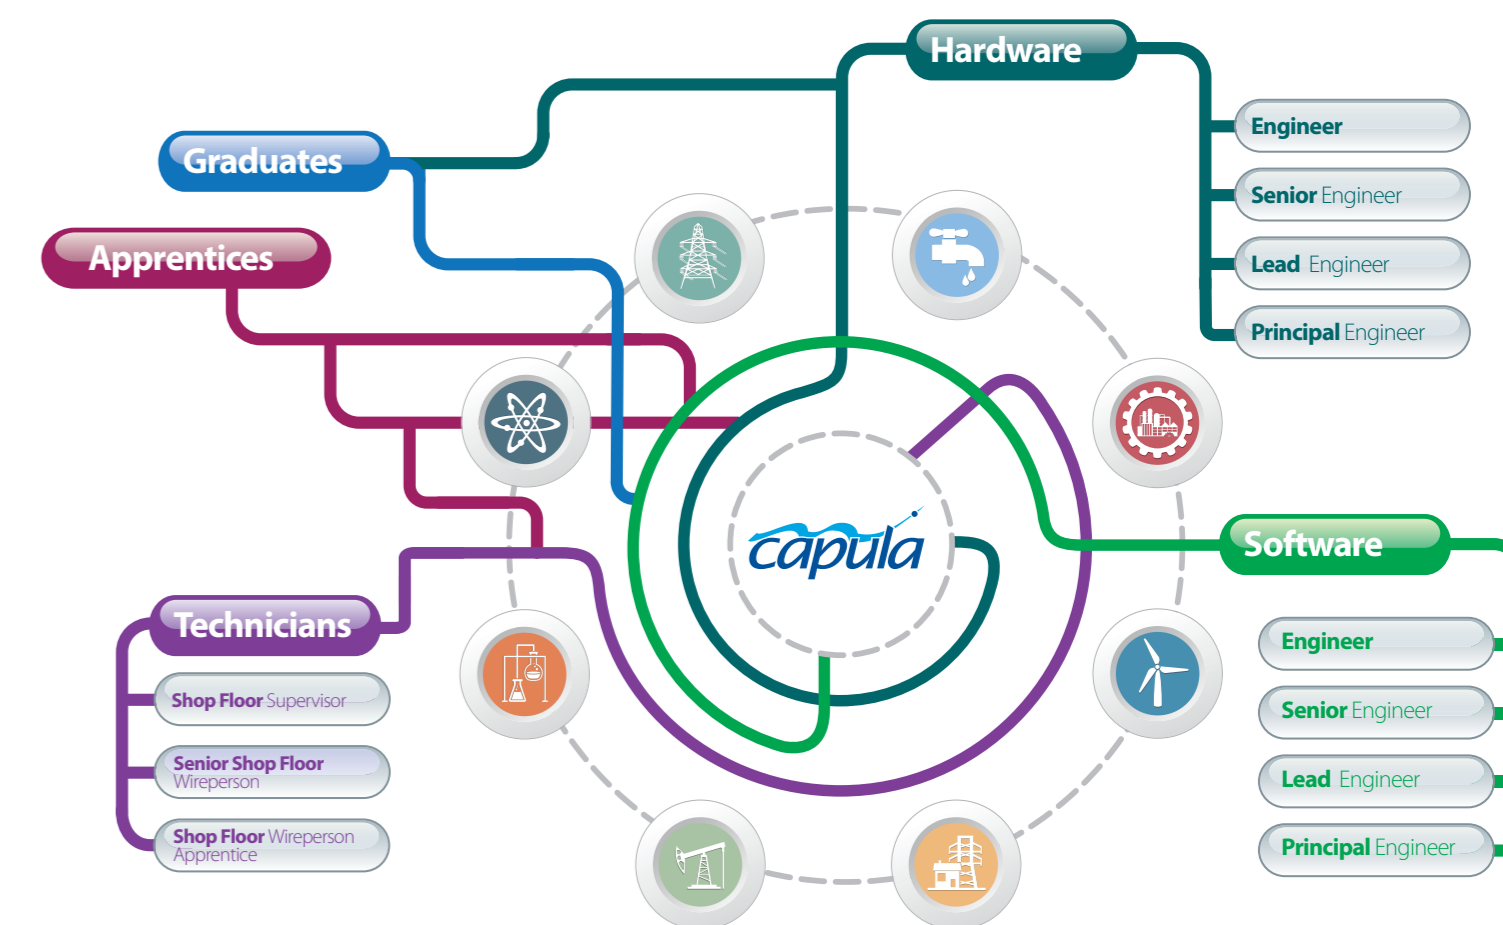 Hardware
Engineer
Senior Engineer
Lead Engineer
Principal Engineer
Graduates
Apprentices
capula
Software
Engineer
Senior Engineer
Lead Engineer
Principal Engineer
Technicians
Shop Floor Supervisor
Senior Shop Floor
Wireperson
Shop Floor Wireperson
Apprentice